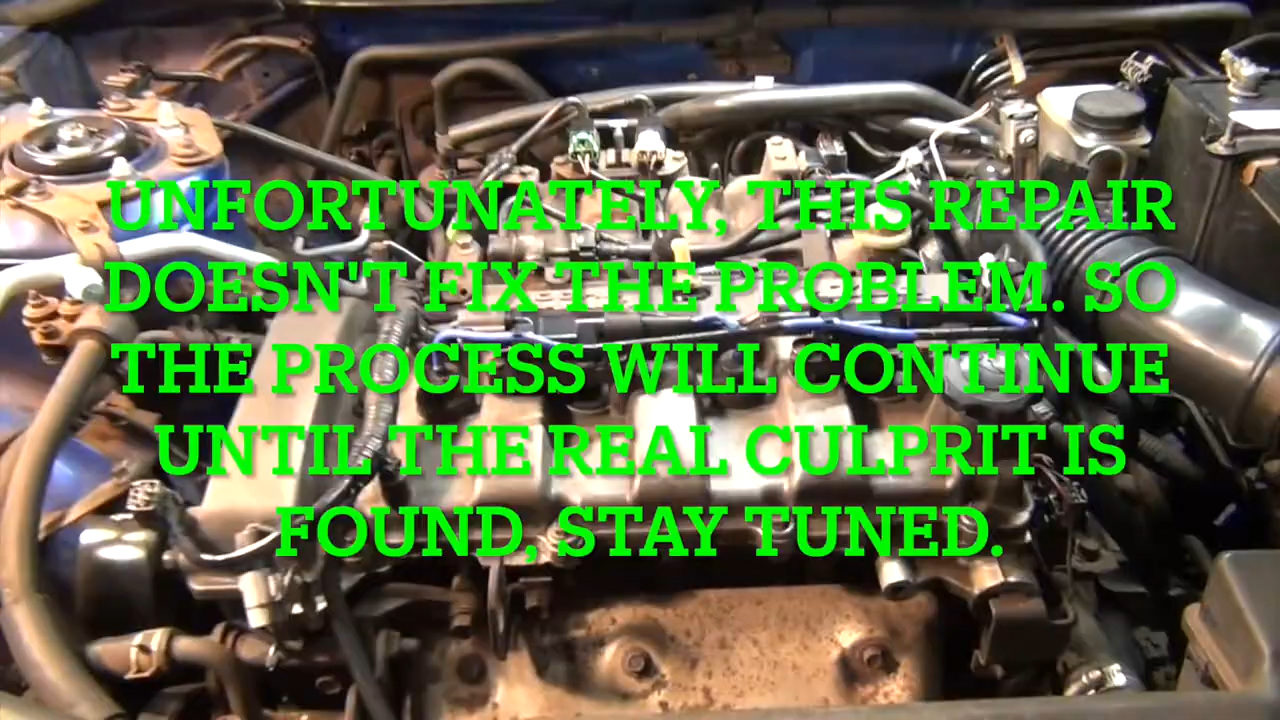 UNFORTUNATELY, THIS REPAIR
DOESN'T FIX THE PROBLEM. SO
THE PROCESS WILL CONTINUE
UNTIL THE REAL CULPRIT IS
FOUND, STAY TUNED.